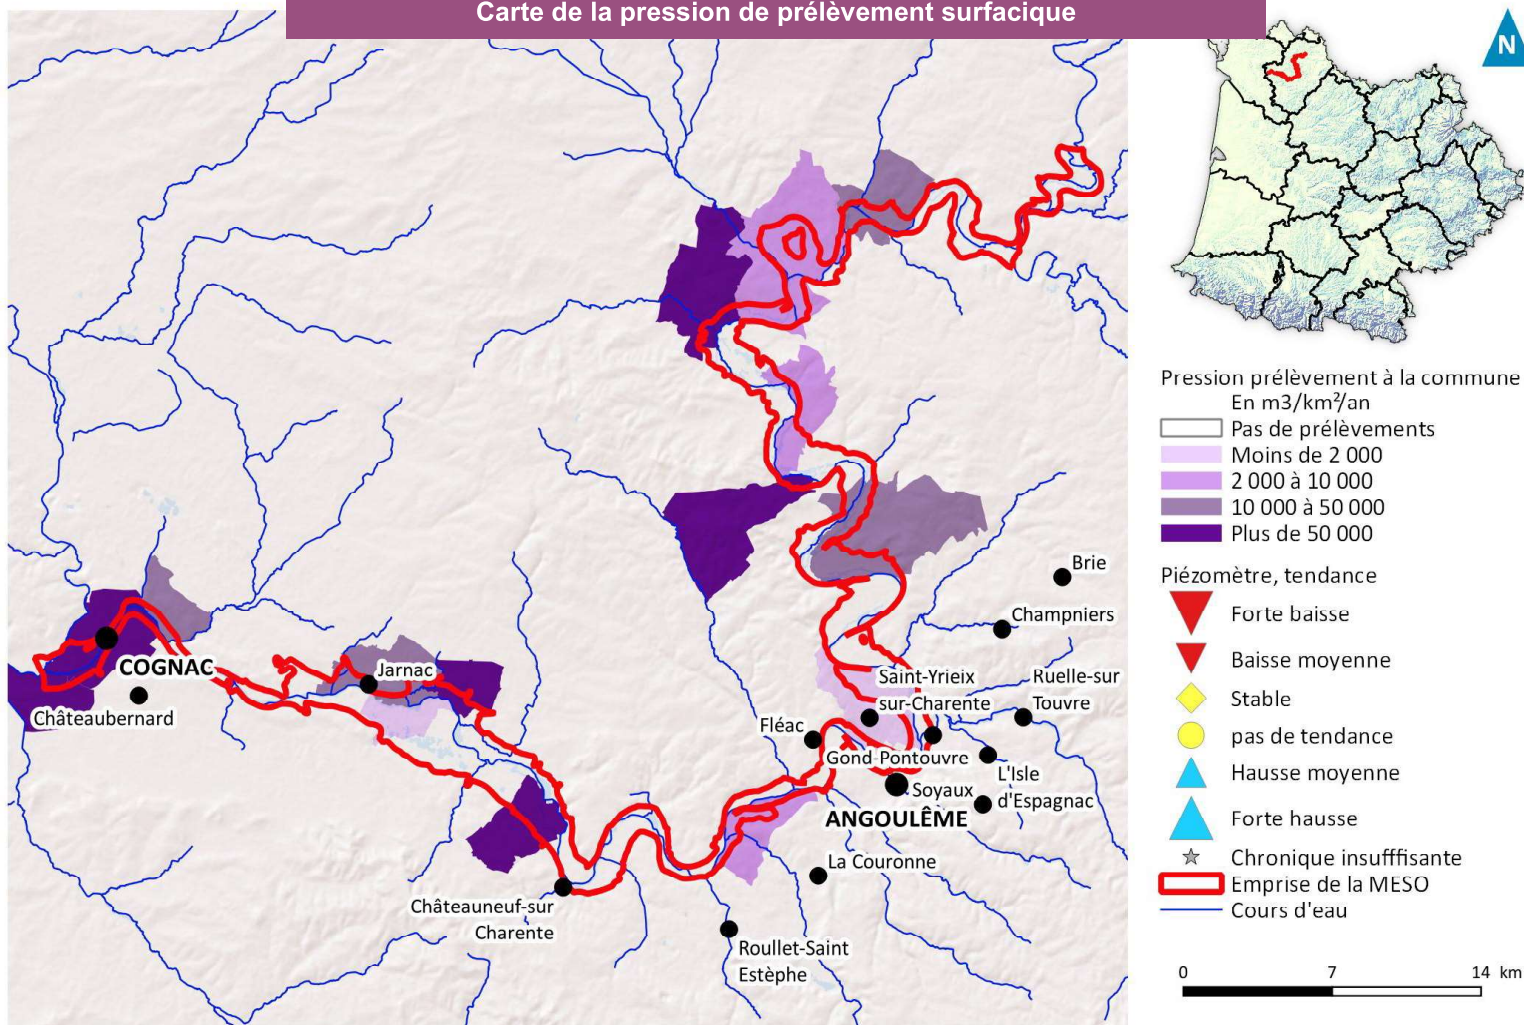 Carte de la pression de prélèvement surfacique
N
Pression prélèvement à la commune
En m3/km²/an
Pas de prélèvements
Moins de 2 000
2 000 à 10 000
10 000 à 50 000
Plus de 50 000
Piézomètre, tendance
Forte baisse
Baisse moyenne
Stable
pas de tendance
Hausse moyenne
Forte hausse
Chronique insufffisante
Emprise de la MESO
Cours d'eau
0 7 14 km
Brie
Champniers
COGNAC
Châteaubernard
Jarnac
Saint-Yrieix
sur-Charente
Ruelle-sur
Touvre
Fléac
Gond Pontouvre
L'Isle
d'Espagnac
Soyaux
ANGOULÊME
La Couronne
Châteauneuf-sur
Charente
Roullet-Saint
Estèphe